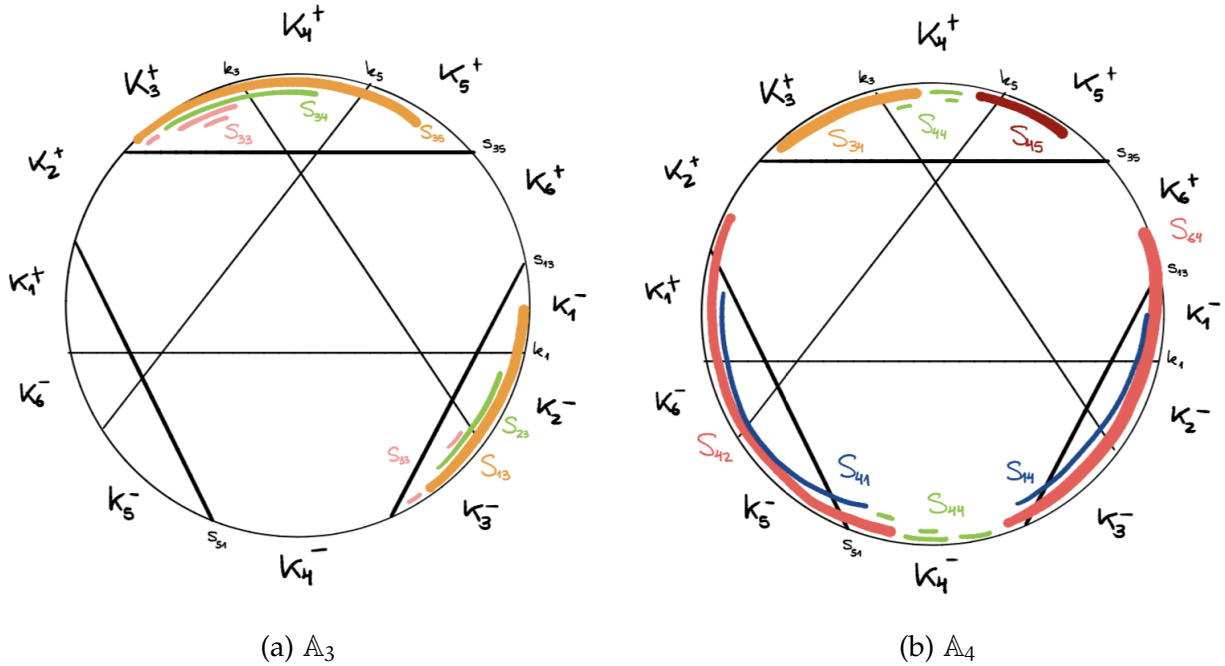 K₄⁺
K₃⁺
k₃
k₅
K₅⁺
S₃₄
S₃₃
S₃₅
s₃₅
K₂⁺
K₆⁺
s₁₃
K₁⁺
K₁⁻
k₁
K₆⁻
K₂⁻
S₂₃
S₃₃
S₁₃
K₅⁻
K₃⁻
s₅₁
K₄⁻
(a) 𝔸₃
K₄⁺
K₃⁺
k₃
k₅
K₅⁺
S₃₄
S₄₄
S₄₅
s₃₅
K₂⁺
K₆⁺
S₆₄
s₁₃
K₁⁺
K₁⁻
k₁
K₆⁻
K₂⁻
S₄₂
S₄₁
S₁₄
S₄₄
K₅⁻
K₃⁻
s₅₁
K₄⁻
(b) 𝔸₄